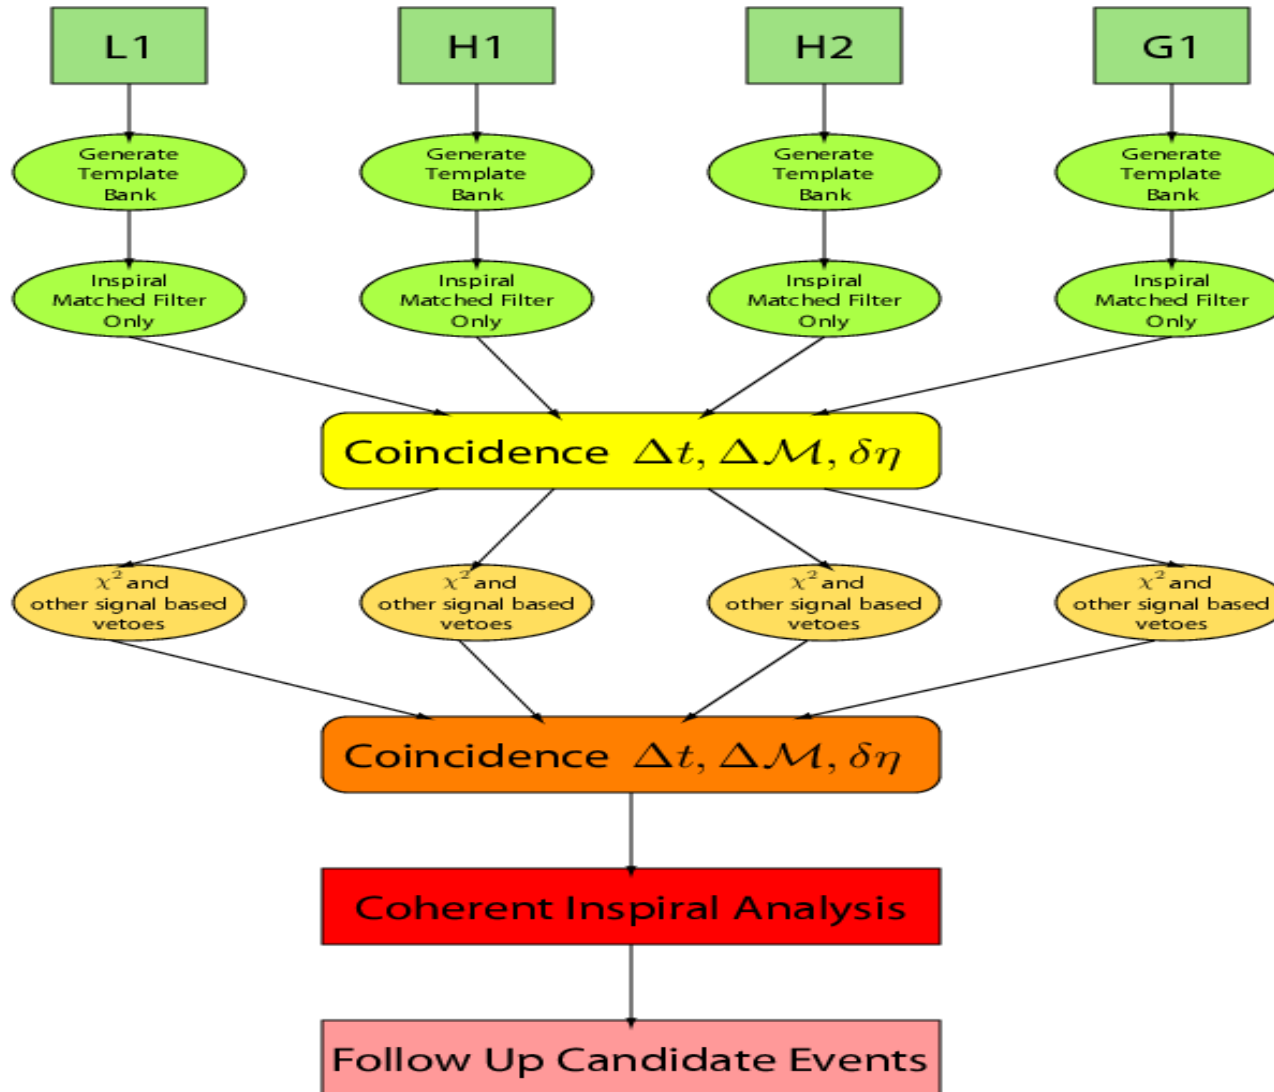 L1
H1
H2
G1
Generate
Template
Bank
Generate
Template
Bank
Generate
Template
Bank
Generate
Template
Bank
Inspiral
Matched Filter
Only
Inspiral
Matched Filter
Only
Inspiral
Matched Filter
Only
Inspiral
Matched Filter
Only
Coincidence Δt, Δℳ, δη
χ² and
other signal based
vetoes
χ² and
other signal based
vetoes
χ² and
other signal based
vetoes
χ² and
other signal based
vetoes
Coincidence Δt, Δℳ, δη
Coherent Inspiral Analysis
Follow Up Candidate Events